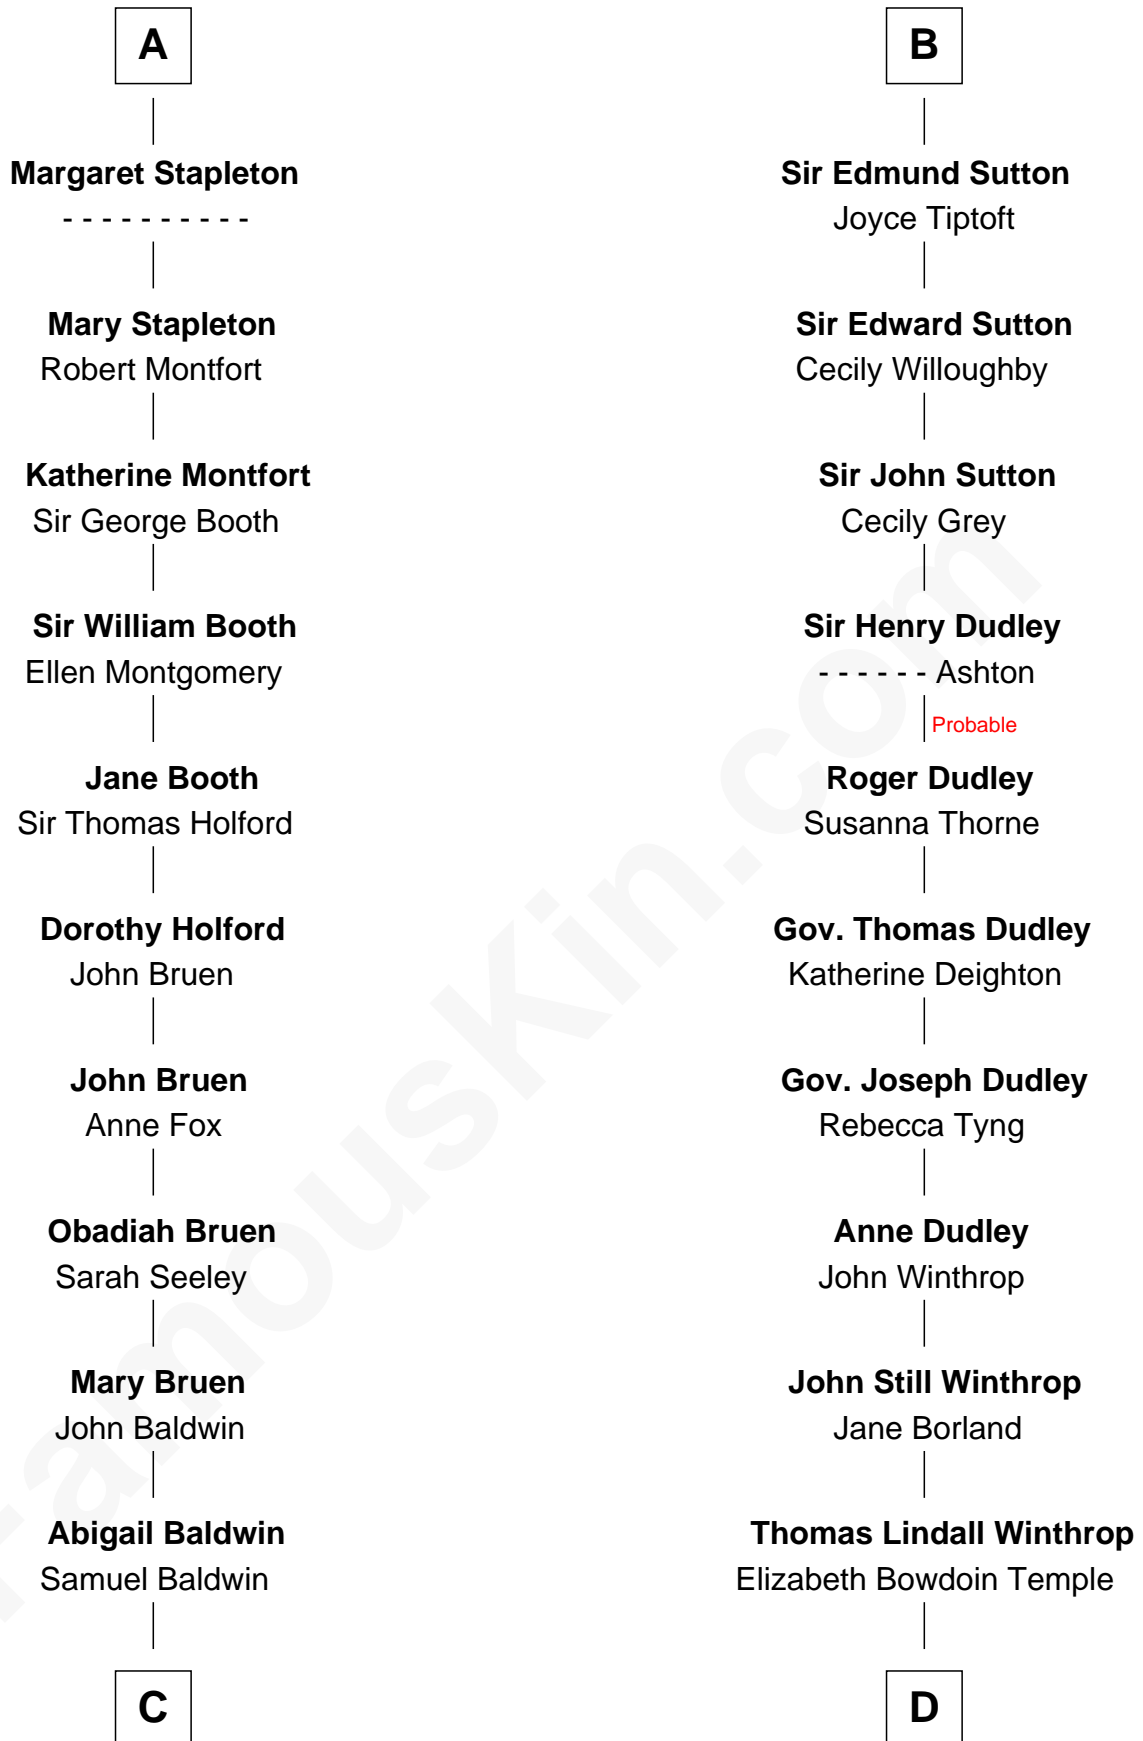 A
Margaret Stapleton
- - - - - - - - - -
Mary Stapleton
Robert Montfort
Katherine Montfort
Sir George Booth
Sir William Booth
Ellen Montgomery
Jane Booth
Sir Thomas Holford
Dorothy Holford
John Bruen
John Bruen
Anne Fox
Obadiah Bruen
Sarah Seeley
Mary Bruen
John Baldwin
Abigail Baldwin
Samuel Baldwin
C
B
Sir Edmund Sutton
Joyce Tiptoft
Sir Edward Sutton
Cecily Willoughby
Sir John Sutton
Cecily Grey
Sir Henry Dudley
- - - - - - Ashton
Probable
Roger Dudley
Susanna Thorne
Gov. Thomas Dudley
Katherine Deighton
Gov. Joseph Dudley
Rebecca Tyng
Anne Dudley
John Winthrop
John Still Winthrop
Jane Borland
Thomas Lindall Winthrop
Elizabeth Bowdoin Temple
D
FamousKin.com